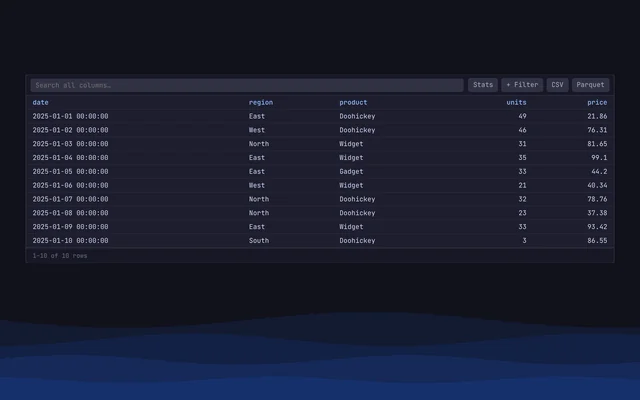 Search all columns… Stats + Filter CSV Parquet
date region product units price
2025-01-01 00:00:00 East Doohickey 49 21.86
2025-01-02 00:00:00 West Doohickey 46 76.31
2025-01-03 00:00:00 North Widget 31 81.65
2025-01-04 00:00:00 East Widget 35 99.1
2025-01-05 00:00:00 East Gadget 33 44.2
2025-01-06 00:00:00 West Widget 21 40.34
2025-01-07 00:00:00 North Doohickey 32 78.76
2025-01-08 00:00:00 North Doohickey 23 37.38
2025-01-09 00:00:00 East Widget 33 93.42
2025-01-10 00:00:00 South Doohickey 3 86.55
1–10 of 10 rows